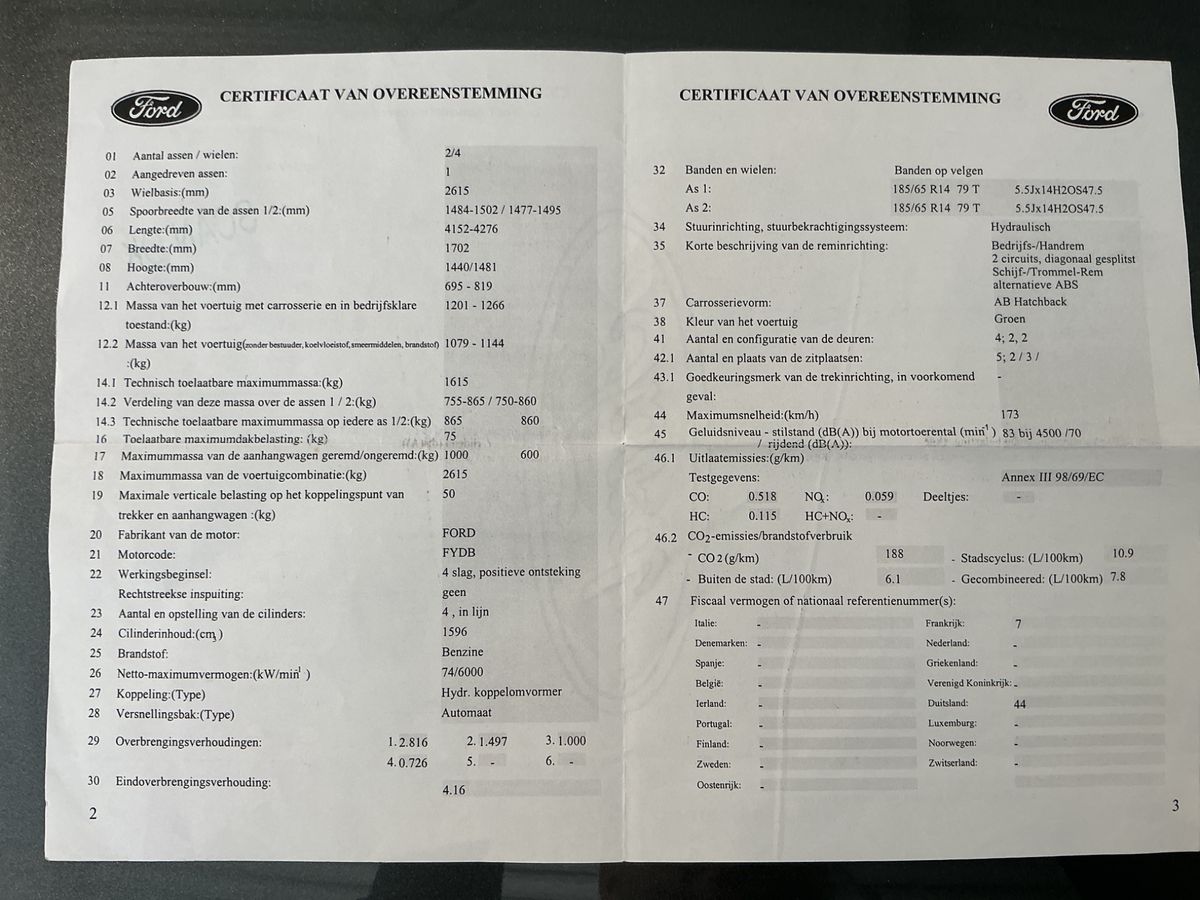 Ford
CERTIFICAAT VAN OVEREENSTEMMING
01 Aantal assen / wielen: 2/4
02 Aangedreven assen: 1
03 Wielbasis:(mm) 2615
05 Spoorbreedte van de assen 1/2:(mm) 1484-1502 / 1477-1495
06 Lengte:(mm) 4152-4276
07 Breedte:(mm) 1702
08 Hoogte:(mm) 1440/1481
11 Achteroverbouw:(mm) 695 - 819
12.1 Massa van het voertuig met carrosserie en in bedrijfsklare 1201 - 1266
toestand:(kg)
12.2 Massa van het voertuig(zonder bestuuder, koelvloeistof, smeermiddelen, brandstof) 1079 - 1144
:(kg)
14.1 Technisch toelaatbare maximummassa:(kg) 1615
14.2 Verdeling van deze massa over de assen 1 / 2:(kg) 755-865 / 750-860
14.3 Technische toelaatbare maximummassa op iedere as 1/2:(kg) 865 860
16 Toelaatbare maximumdakbelasting: (kg) 75
17 Maximummassa van de aanhangwagen geremd/ongeremd:(kg) 1000 600
18 Maximummassa van de voertuigcombinatie:(kg) 2615
19 Maximale verticale belasting op het koppelingspunt van 50
trekker en aanhangwagen :(kg)
20 Fabrikant van de motor: FORD
21 Motorcode: FYDB
22 Werkingsbeginsel: 4 slag, positieve ontsteking
Rechtstreekse inspuiting: geen
23 Aantal en opstelling van de cilinders: 4 , in lijn
24 Cilinderinhoud:(cm3) 1596
25 Brandstof: Benzine
26 Netto-maximumvermogen:(kW/min-1 ) 74/6000
27 Koppeling:(Type) Hydr. koppelomvormer
28 Versnellingsbak:(Type) Automaat
29 Overbrengingsverhoudingen: 1. 2.816 2. 1.497 3. 1.000
4. 0.726 5. - 6. -
30 Eindoverbrengingsverhouding: 4.16
2
CERTIFICAAT VAN OVEREENSTEMMING
Ford
32 Banden en wielen: Banden op velgen
As 1: 185/65 R14 79 T 5.5Jx14H2OS47.5
As 2: 185/65 R14 79 T 5.5Jx14H2OS47.5
34 Stuurinrichting, stuurbekrachtigingssysteem: Hydraulisch
35 Korte beschrijving van de reminrichting: Bedrijfs-/Handrem
2 circuits, diagonaal gesplitst
Schijf-/Trommel-Rem
alternatieve ABS
37 Carrosserievorm: AB Hatchback
38 Kleur van het voertuig Groen
41 Aantal en configuratie van de deuren: 4; 2, 2
42.1 Aantal en plaats van de zitplaatsen: 5; 2 / 3 /
43.1 Goedkeuringsmerk van de trekinrichting, in voorkomend -
geval:
44 Maximumsnelheid:(km/h) 173
45 Geluidsniveau - stilstand (dB(A)) bij motortoerental (min-1 ) 83 bij 4500 /70
/ rijdend (dB(A)):
46.1 Uitlaatemissies:(g/km)
Testgegevens: Annex III 98/69/EC
CO: 0.518 NOx: 0.059 Deeltjes: -
HC: 0.115 HC+NOx: -
46.2 CO2-emissies/brandstofverbruik
- CO2 (g/km) 188 - Stadscyclus: (L/100km) 10.9
- Buiten de stad: (L/100km) 6.1 - Gecombineered: (L/100km) 7.8
47 Fiscaal vermogen of nationaal referentienummer(s):
Italie: - Frankrijk: 7
Denemarken: - Nederland: -
Spanje: - Griekenland: -
België: - Verenigd Koninkrijk: -
Ierland: - Duitsland: 44
Portugal: - Luxemburg: -
Finland: - Noorwegen: -
Zweden: - Zwitserland: -
Oostenrijk: -
3